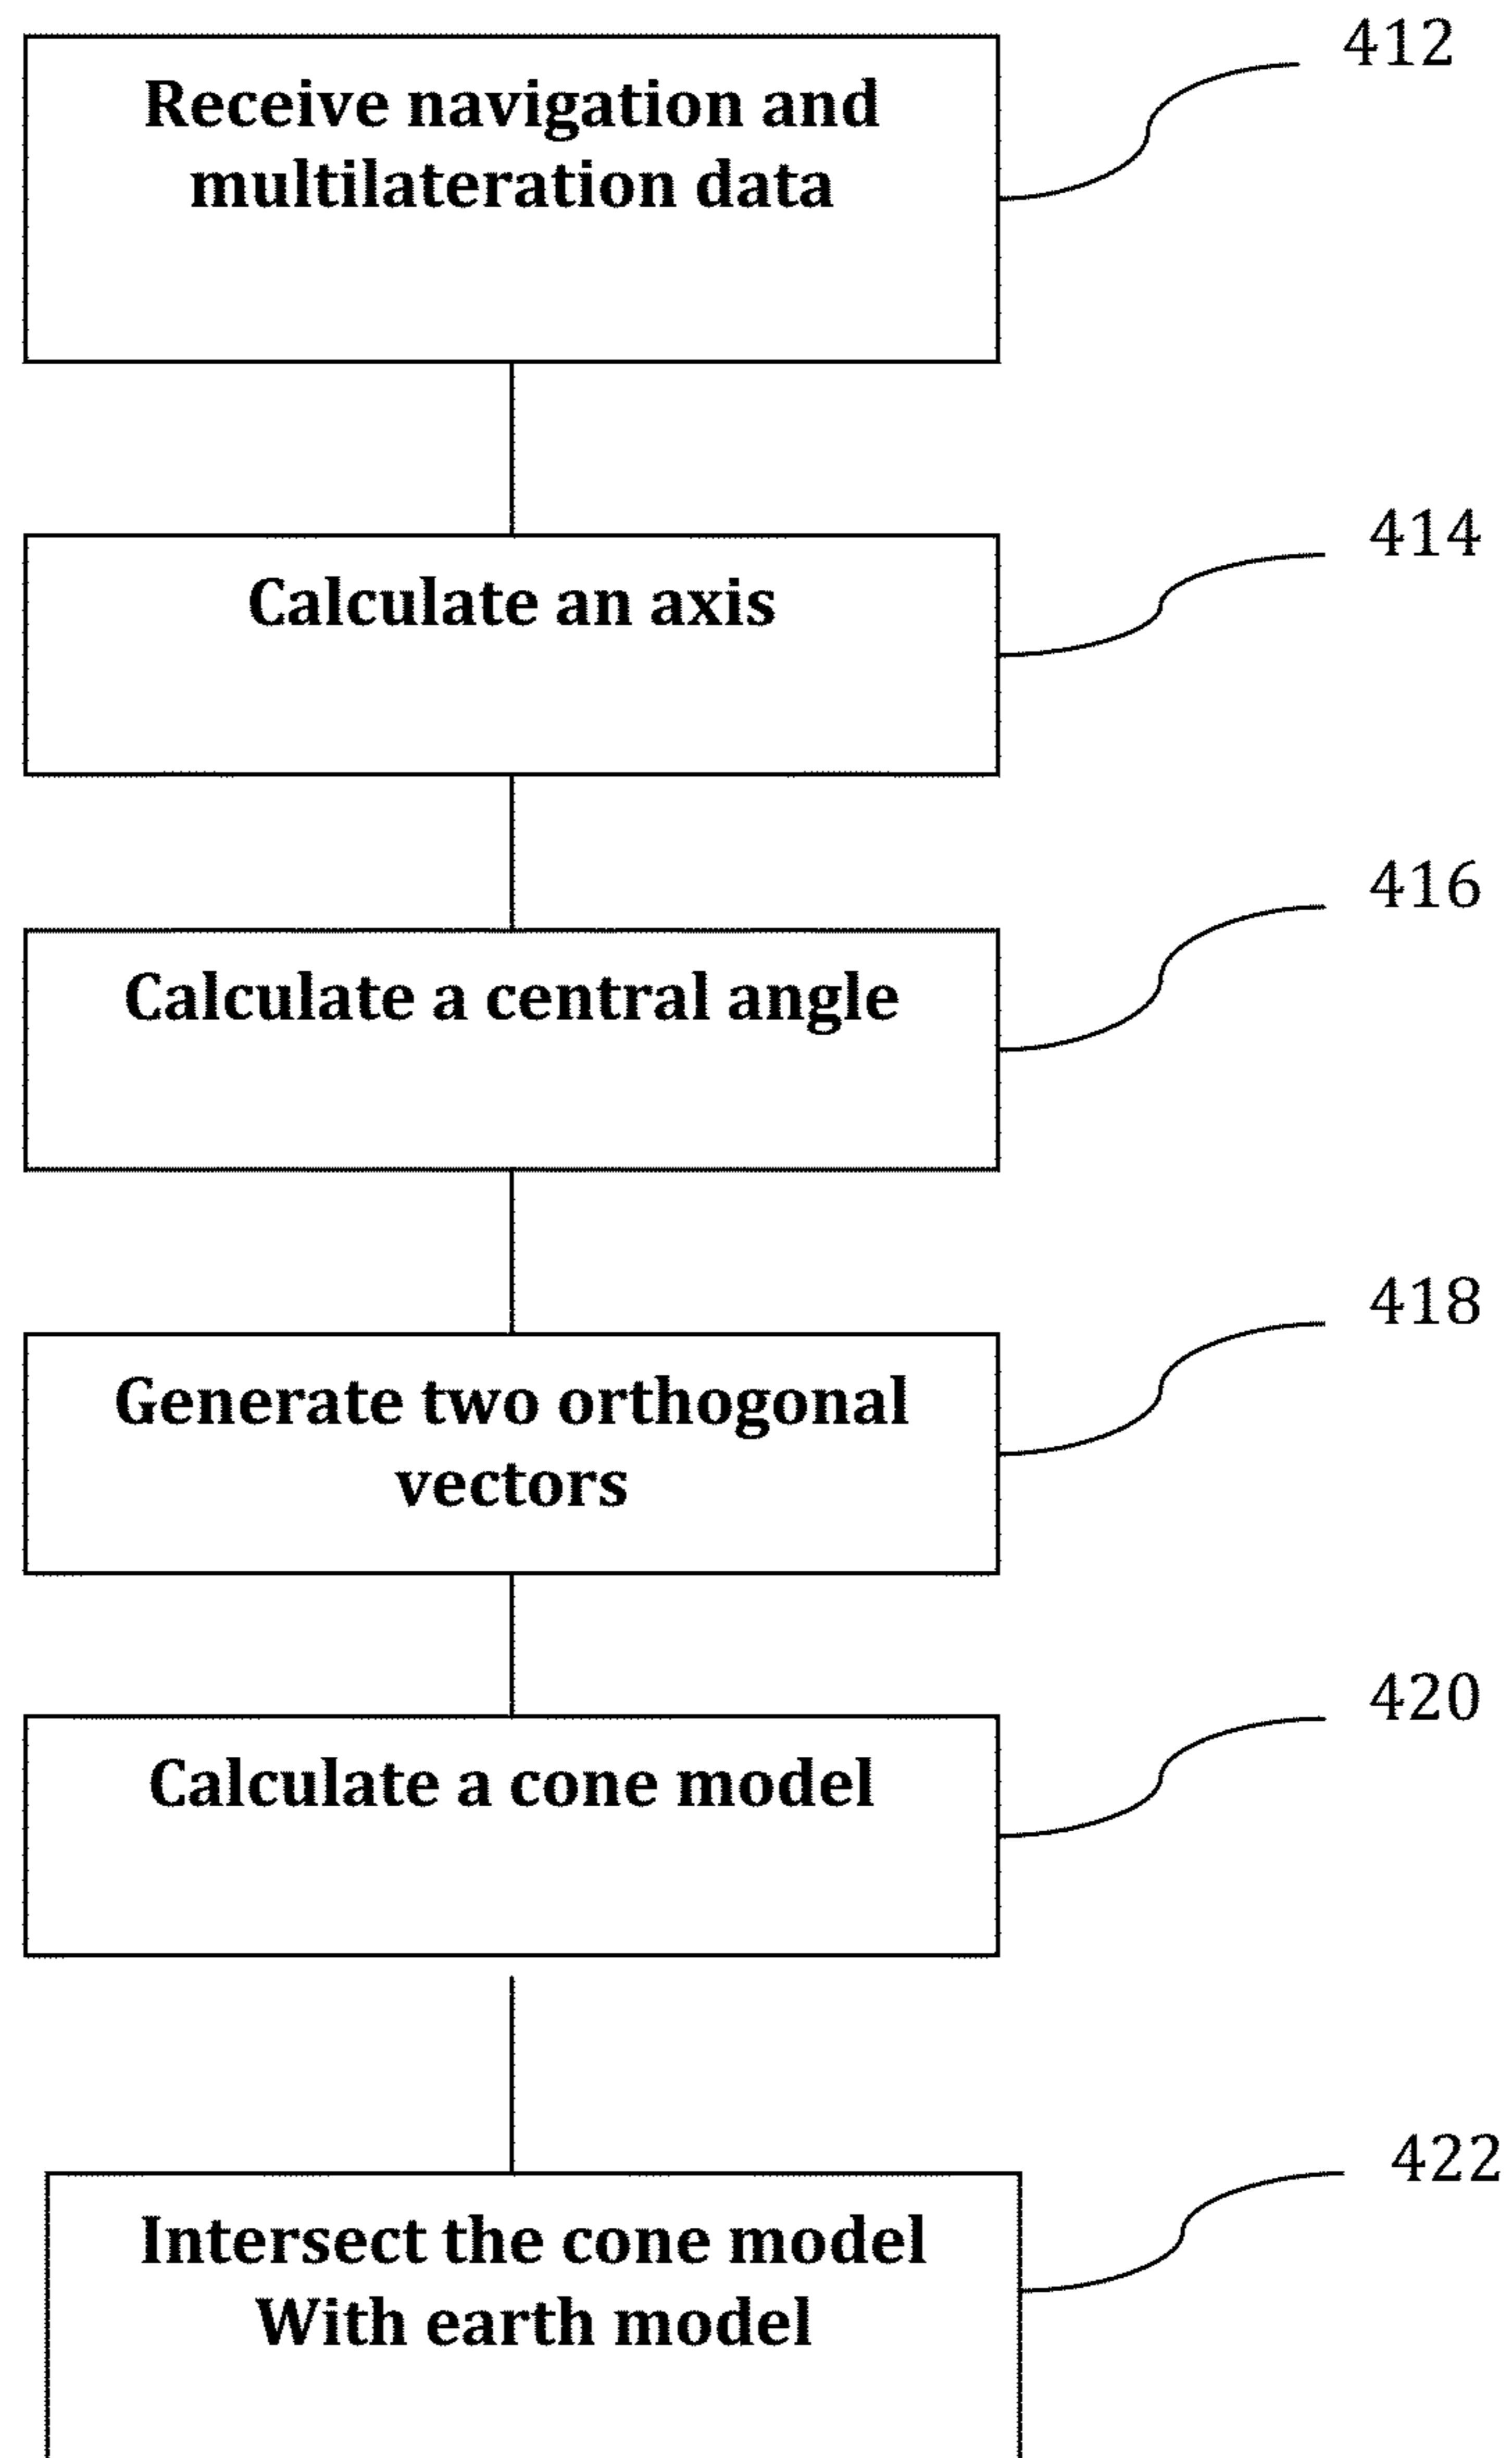 412
Receive navigation and
multilateration data
414
Calculate an axis
416
Calculate a central angle
418
Generate two orthogonal
vectors
420
Calculate a cone model
422
Intersect the cone model
With earth model